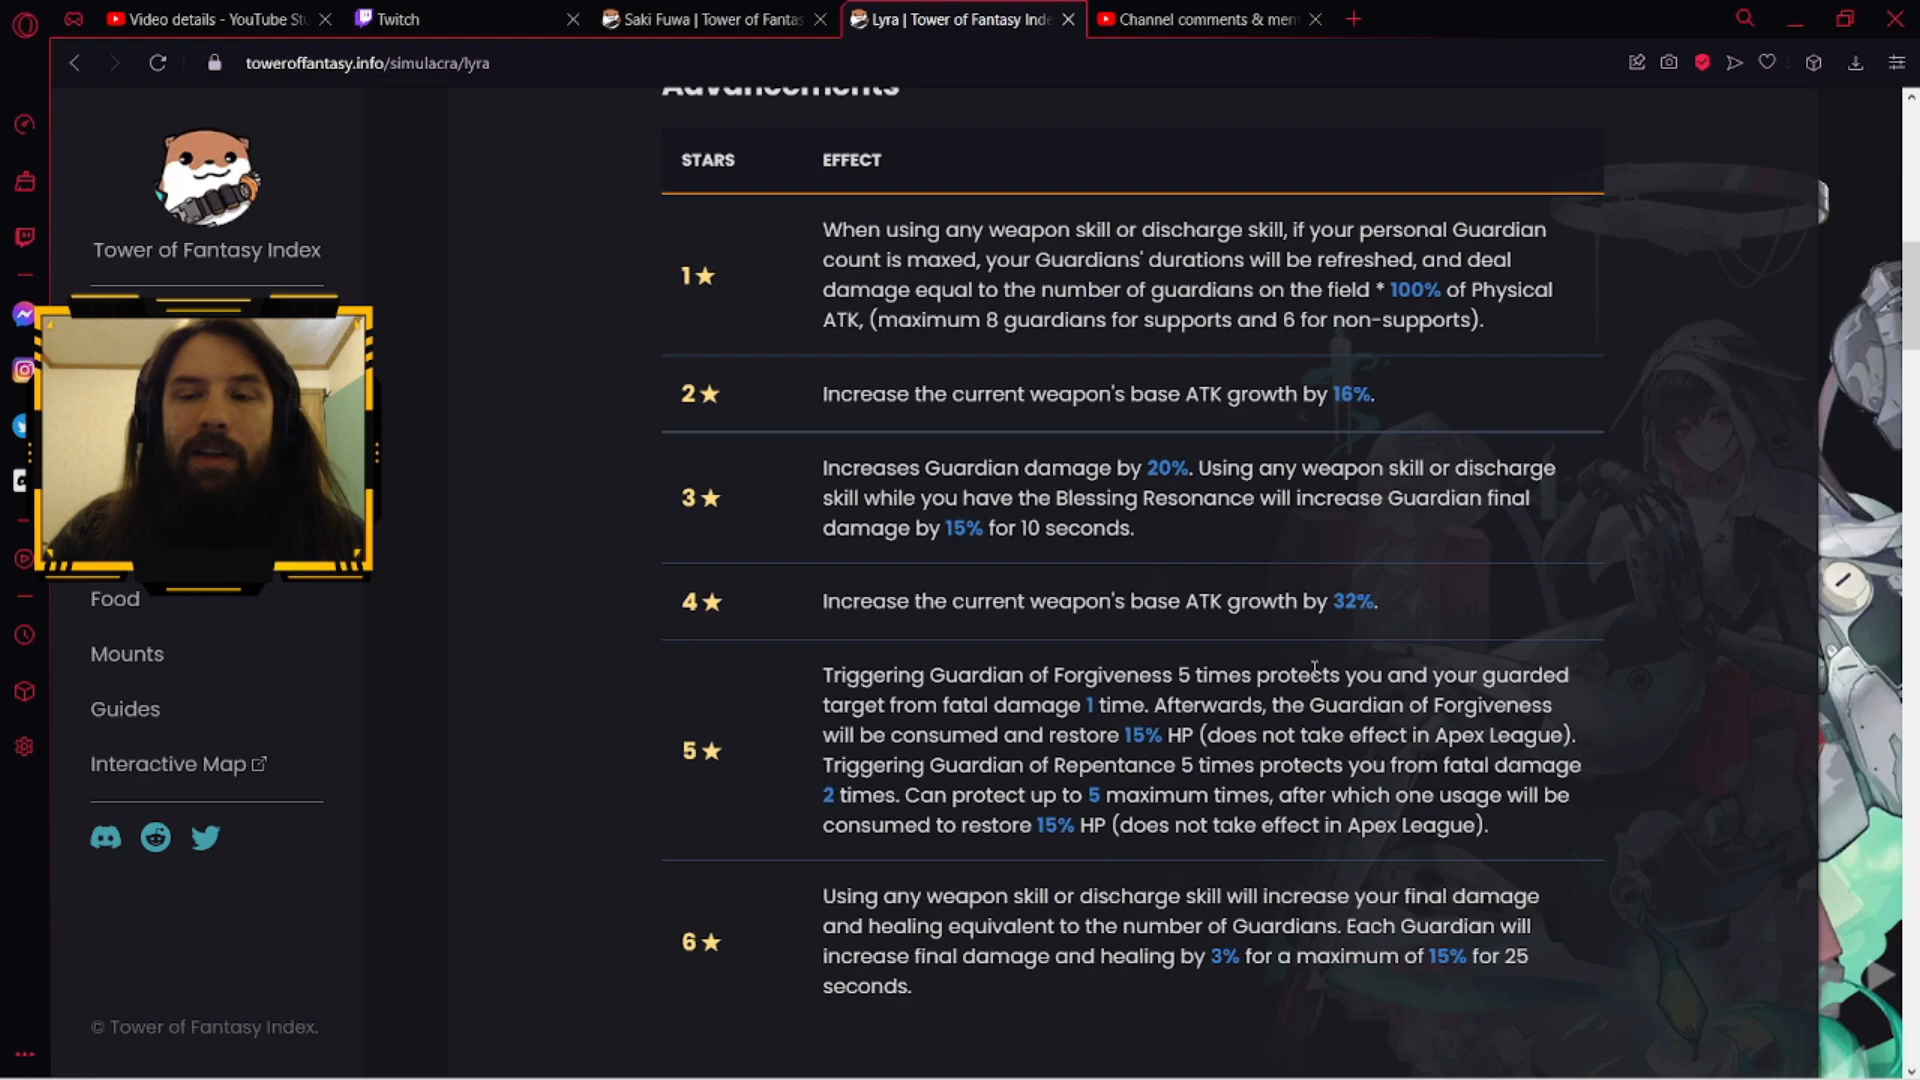 Video details - YouTube Stu
Twitch
Saki Fuwa | Tower of Fantas
Lyra | Tower of Fantasy Inde
Channel comments & ment
toweroffantasy.info/simulacra/lyra
Tower of Fantasy Index
Food
Mounts
Guides
Interactive Map
© Tower of Fantasy Index.
Advancements
STARS EFFECT
1★
When using any weapon skill or discharge skill, if your personal Guardian
count is maxed, your Guardians' durations will be refreshed, and deal
damage equal to the number of guardians on the field * 100% of Physical
ATK, (maximum 8 guardians for supports and 6 for non-supports).
2★ Increase the current weapon's base ATK growth by 16%.
3★
Increases Guardian damage by 20%. Using any weapon skill or discharge
skill while you have the Blessing Resonance will increase Guardian final
damage by 15% for 10 seconds.
4★ Increase the current weapon's base ATK growth by 32%.
5★
Triggering Guardian of Forgiveness 5 times protects you and your guarded
target from fatal damage 1 time. Afterwards, the Guardian of Forgiveness
will be consumed and restore 15% HP (does not take effect in Apex League).
Triggering Guardian of Repentance 5 times protects you from fatal damage
2 times. Can protect up to 5 maximum times, after which one usage will be
consumed to restore 15% HP (does not take effect in Apex League).
6★
Using any weapon skill or discharge skill will increase your final damage
and healing equivalent to the number of Guardians. Each Guardian will
increase final damage and healing by 3% for a maximum of 15% for 25
seconds.